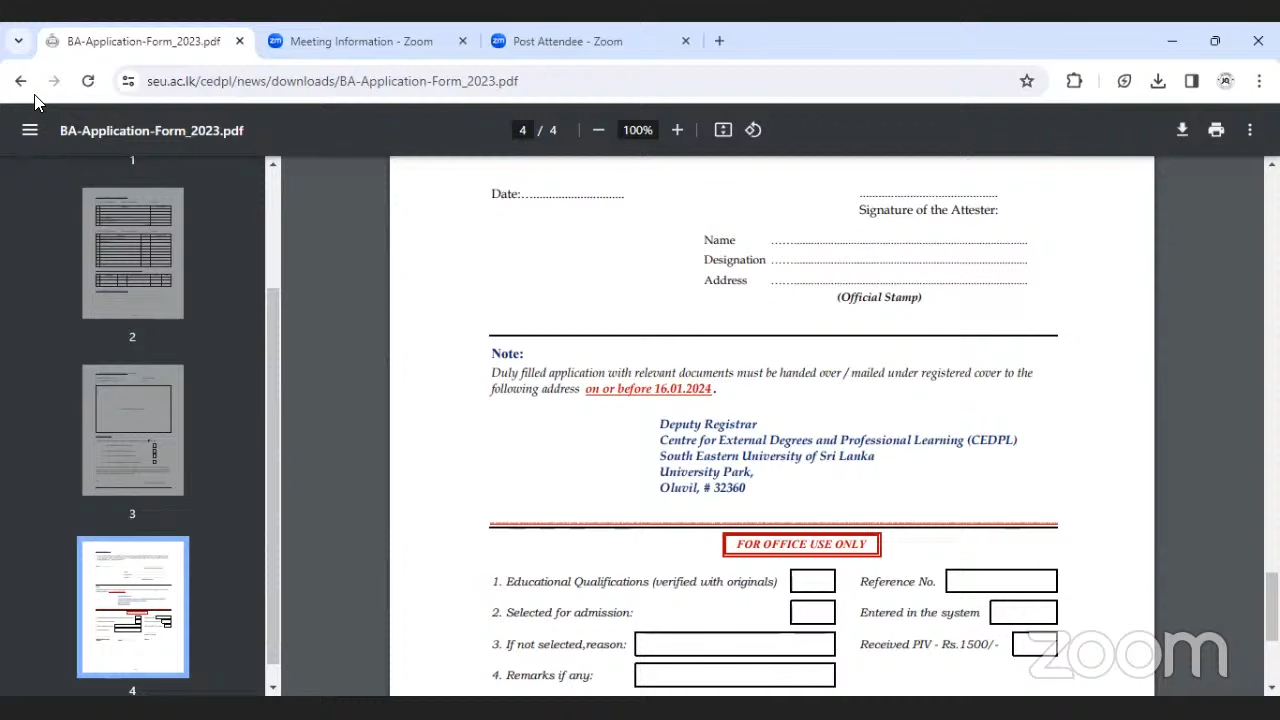 BA-Application-Form_2023.pdf
Meeting Information - Zoom
Post Attendee - Zoom
seu.ac.lk/cedpl/news/downloads/BA-Application-Form_2023.pdf
BA-Application-Form_2023.pdf
4 / 4
100%
1
2
3
4
Date:................................
.......................................
Signature of the Attester:
Name ..........................................................................
Designation ..........................................................................
Address ..........................................................................
(Official Stamp)
Note:
Duly filled application with relevant documents must be handed over / mailed under registered cover to the
following address on or before 16.01.2024 .
Deputy Registrar
Centre for External Degrees and Professional Learning (CEDPL)
South Eastern University of Sri Lanka
University Park,
Oluvil, # 32360
FOR OFFICE USE ONLY
1. Educational Qualifications (verified with originals) Reference No.
2. Selected for admission: Entered in the system
3. If not selected,reason: Received PIV - Rs.1500/-
4. Remarks if any:
zoom